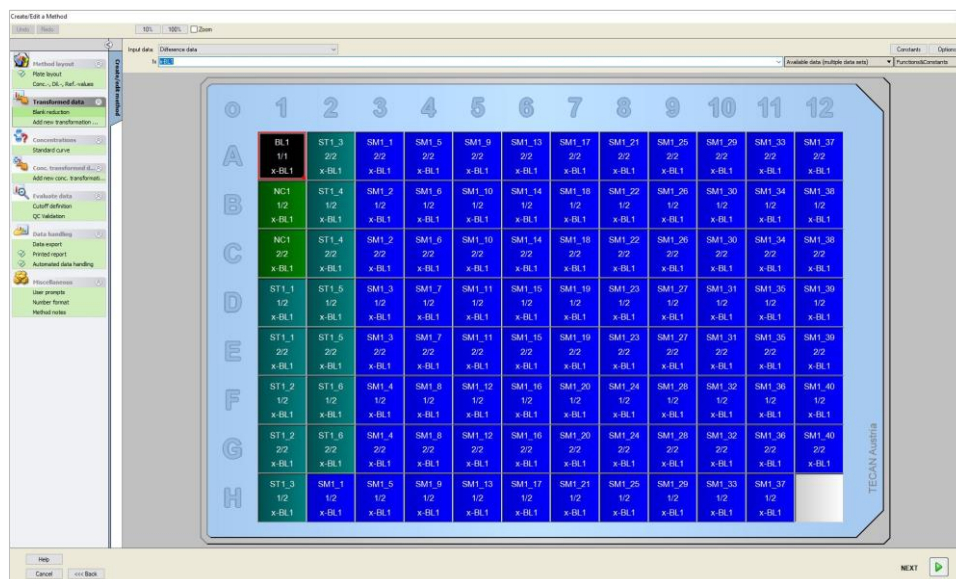 Create/Edit a Method
Undo Redo 10% 100% Zoom
Input data: Difference data Constants Options
fx x-BL1 Available data (multiple data sets) Functions&Constants
Create/edit method
Method layout
Plate layout
Conc.-, Dil.-, Ref.-values
Transformed data
Blank reduction
Add new transformation ...
Concentrations
Standard curve
Conc. transformed d...
Add new conc. transformati...
Evaluate data
Cutoff definition
QC Validation
Data handling
Data export
Printed report
Automated data handling
Miscellaneous
User prompts
Number format
Method notes
1 2 3 4 5 6 7 8 9 10 11 12
A
BL1 ST1_3 SM1_1 SM1_5 SM1_9 SM1_13 SM1_17 SM1_21 SM1_25 SM1_29 SM1_33 SM1_37
1/1 2/2 2/2 2/2 2/2 2/2 2/2 2/2 2/2 2/2 2/2 2/2
x-BL1 x-BL1 x-BL1 x-BL1 x-BL1 x-BL1 x-BL1 x-BL1 x-BL1 x-BL1 x-BL1 x-BL1
B
NC1 ST1_4 SM1_2 SM1_6 SM1_10 SM1_14 SM1_18 SM1_22 SM1_26 SM1_30 SM1_34 SM1_38
1/2 1/2 1/2 1/2 1/2 1/2 1/2 1/2 1/2 1/2 1/2 1/2
x-BL1 x-BL1 x-BL1 x-BL1 x-BL1 x-BL1 x-BL1 x-BL1 x-BL1 x-BL1 x-BL1 x-BL1
C
NC1 ST1_4 SM1_2 SM1_6 SM1_10 SM1_14 SM1_18 SM1_22 SM1_26 SM1_30 SM1_34 SM1_38
2/2 2/2 2/2 2/2 2/2 2/2 2/2 2/2 2/2 2/2 2/2 2/2
x-BL1 x-BL1 x-BL1 x-BL1 x-BL1 x-BL1 x-BL1 x-BL1 x-BL1 x-BL1 x-BL1 x-BL1
D
ST1_1 ST1_5 SM1_3 SM1_7 SM1_11 SM1_15 SM1_19 SM1_23 SM1_27 SM1_31 SM1_35 SM1_39
1/2 1/2 1/2 1/2 1/2 1/2 1/2 1/2 1/2 1/2 1/2 1/2
x-BL1 x-BL1 x-BL1 x-BL1 x-BL1 x-BL1 x-BL1 x-BL1 x-BL1 x-BL1 x-BL1 x-BL1
E
ST1_1 ST1_5 SM1_3 SM1_7 SM1_11 SM1_15 SM1_19 SM1_23 SM1_27 SM1_31 SM1_35 SM1_39
2/2 2/2 2/2 2/2 2/2 2/2 2/2 2/2 2/2 2/2 2/2 2/2
x-BL1 x-BL1 x-BL1 x-BL1 x-BL1 x-BL1 x-BL1 x-BL1 x-BL1 x-BL1 x-BL1 x-BL1
F
ST1_2 ST1_6 SM1_4 SM1_8 SM1_12 SM1_16 SM1_20 SM1_24 SM1_28 SM1_32 SM1_36 SM1_40
1/2 1/2 1/2 1/2 1/2 1/2 1/2 1/2 1/2 1/2 1/2 1/2
x-BL1 x-BL1 x-BL1 x-BL1 x-BL1 x-BL1 x-BL1 x-BL1 x-BL1 x-BL1 x-BL1 x-BL1
G
ST1_2 ST1_6 SM1_4 SM1_8 SM1_12 SM1_16 SM1_20 SM1_24 SM1_28 SM1_32 SM1_36 SM1_40
2/2 2/2 2/2 2/2 2/2 2/2 2/2 2/2 2/2 2/2 2/2 2/2
x-BL1 x-BL1 x-BL1 x-BL1 x-BL1 x-BL1 x-BL1 x-BL1 x-BL1 x-BL1 x-BL1 x-BL1
H
ST1_3 SM1_1 SM1_5 SM1_9 SM1_13 SM1_17 SM1_21 SM1_25 SM1_29 SM1_33 SM1_37
1/2 1/2 1/2 1/2 1/2 1/2 1/2 1/2 1/2 1/2 1/2
x-BL1 x-BL1 x-BL1 x-BL1 x-BL1 x-BL1 x-BL1 x-BL1 x-BL1 x-BL1 x-BL1
TECAN Austria
Help
Cancel <<< Back
NEXT